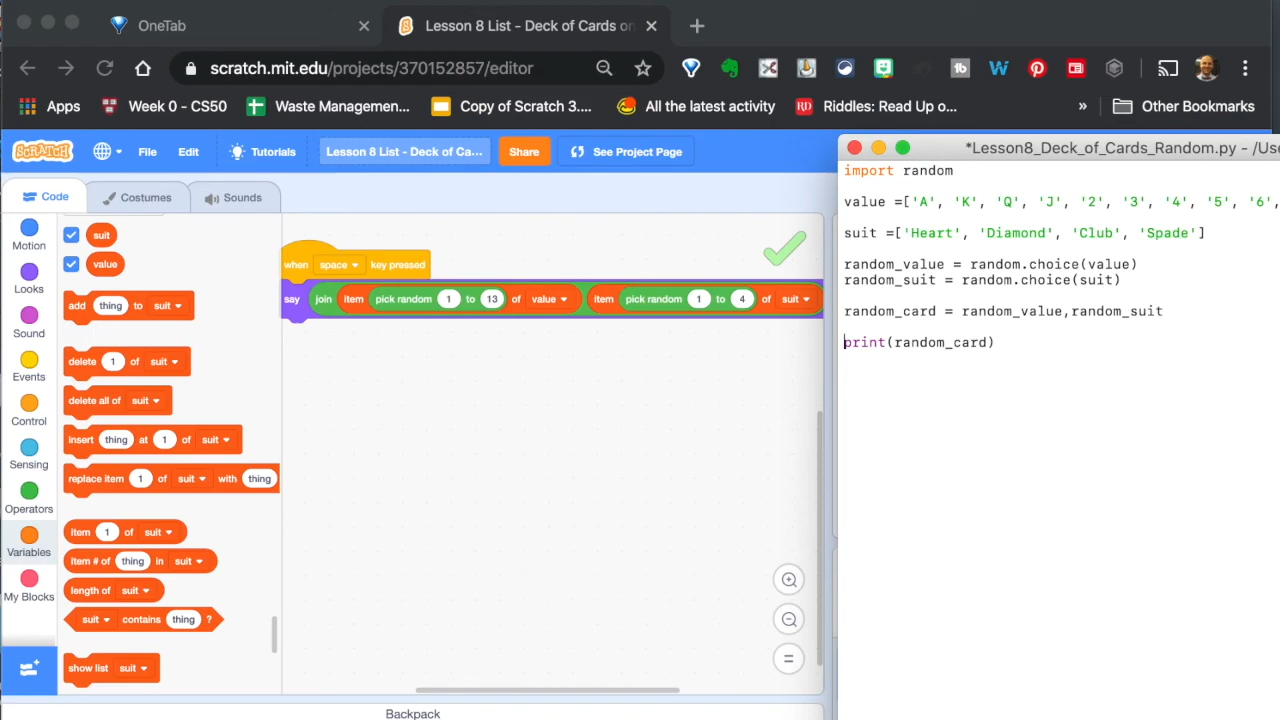 OneTab
Lesson 8 List - Deck of Cards on
scratch.mit.edu/projects/370152857/editor
Apps
Week 0 - CS50
Waste Managemen...
Copy of Scratch 3....
All the latest activity
RD
Riddles: Read Up o...
»
Other Bookmarks
SCRATCH
File
Edit
Tutorials
Lesson 8 List - Deck of Ca...
Share
See Project Page
Code
Costumes
Sounds
Motion
Looks
Sound
Events
Control
Sensing
Operators
Variables
My Blocks
suit
value
add thing to suit
delete 1 of suit
delete all of suit
insert thing at 1 of suit
replace item 1 of suit with thing
item 1 of suit
item # of thing in suit
length of suit
suit contains thing ?
show list suit
when space key pressed
say join item pick random 1 to 13 of value item pick random 1 to 4 of suit
Backpack
*Lesson8_Deck_of_Cards_Random.py - /Use
import random
value =['A', 'K', 'Q', 'J', '2', '3', '4', '5', '6',
suit =['Heart', 'Diamond', 'Club', 'Spade']
random_value = random.choice(value)
random_suit = random.choice(suit)
random_card = random_value,random_suit
print(random_card)